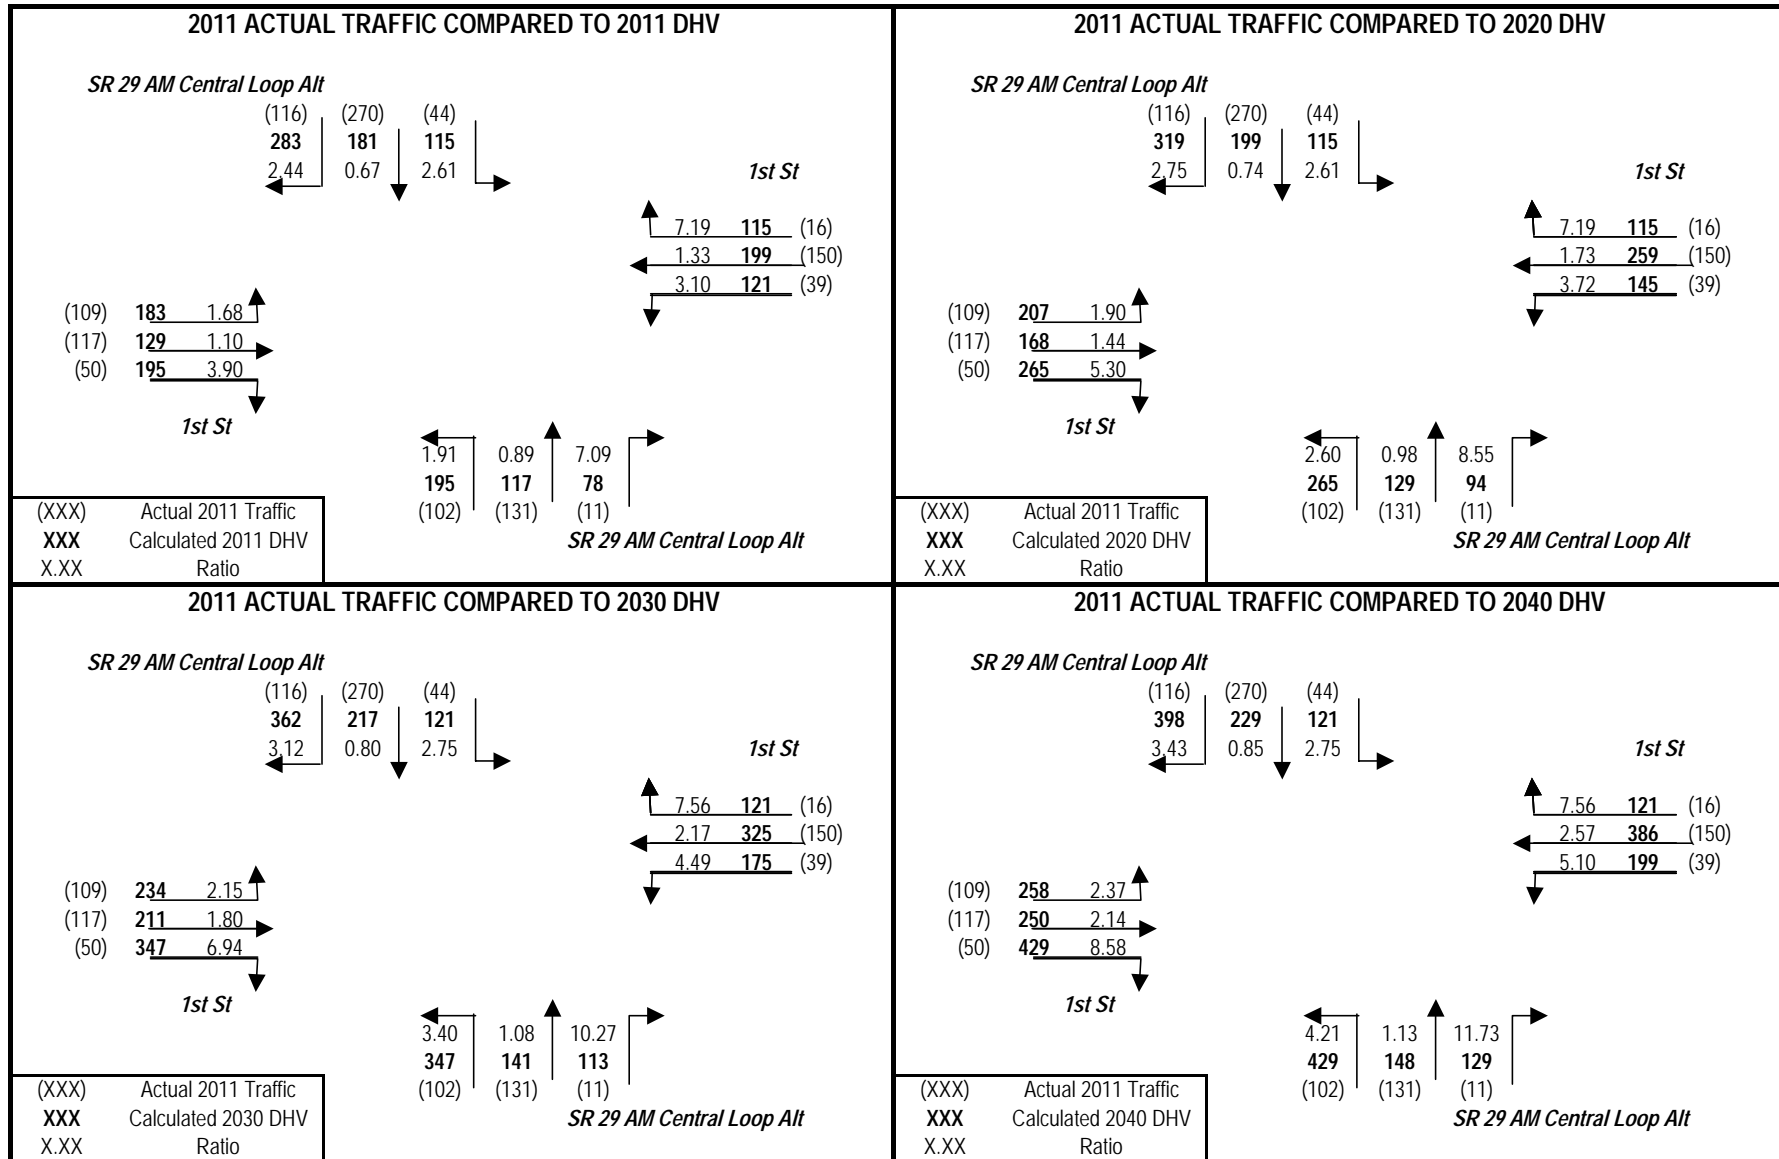 2011 ACTUAL TRAFFIC COMPARED TO 2011 DHV
SR 29 AM Central Loop Alt
(116) (270) (44)
283 181 115
2.44 0.67 2.61
1st St
7.19 115 (16)
1.33 199 (150)
3.10 121 (39)
(109) 183 1.68
(117) 129 1.10
(50) 195 3.90
1st St
1.91 0.89 7.09
195 117 78
(102) (131) (11)
SR 29 AM Central Loop Alt
(XXX) Actual 2011 Traffic
XXX Calculated 2011 DHV
X.XX Ratio
2011 ACTUAL TRAFFIC COMPARED TO 2020 DHV
SR 29 AM Central Loop Alt
(116) (270) (44)
319 199 115
2.75 0.74 2.61
1st St
7.19 115 (16)
1.73 259 (150)
3.72 145 (39)
(109) 207 1.90
(117) 168 1.44
(50) 265 5.30
1st St
2.60 0.98 8.55
265 129 94
(102) (131) (11)
SR 29 AM Central Loop Alt
(XXX) Actual 2011 Traffic
XXX Calculated 2020 DHV
X.XX Ratio
2011 ACTUAL TRAFFIC COMPARED TO 2030 DHV
SR 29 AM Central Loop Alt
(116) (270) (44)
362 217 121
3.12 0.80 2.75
1st St
7.56 121 (16)
2.17 325 (150)
4.49 175 (39)
(109) 234 2.15
(117) 211 1.80
(50) 347 6.94
1st St
3.40 1.08 10.27
347 141 113
(102) (131) (11)
SR 29 AM Central Loop Alt
(XXX) Actual 2011 Traffic
XXX Calculated 2030 DHV
X.XX Ratio
2011 ACTUAL TRAFFIC COMPARED TO 2040 DHV
SR 29 AM Central Loop Alt
(116) (270) (44)
398 229 121
3.43 0.85 2.75
1st St
7.56 121 (16)
2.57 386 (150)
5.10 199 (39)
(109) 258 2.37
(117) 250 2.14
(50) 429 8.58
1st St
4.21 1.13 11.73
429 148 129
(102) (131) (11)
SR 29 AM Central Loop Alt
(XXX) Actual 2011 Traffic
XXX Calculated 2040 DHV
X.XX Ratio